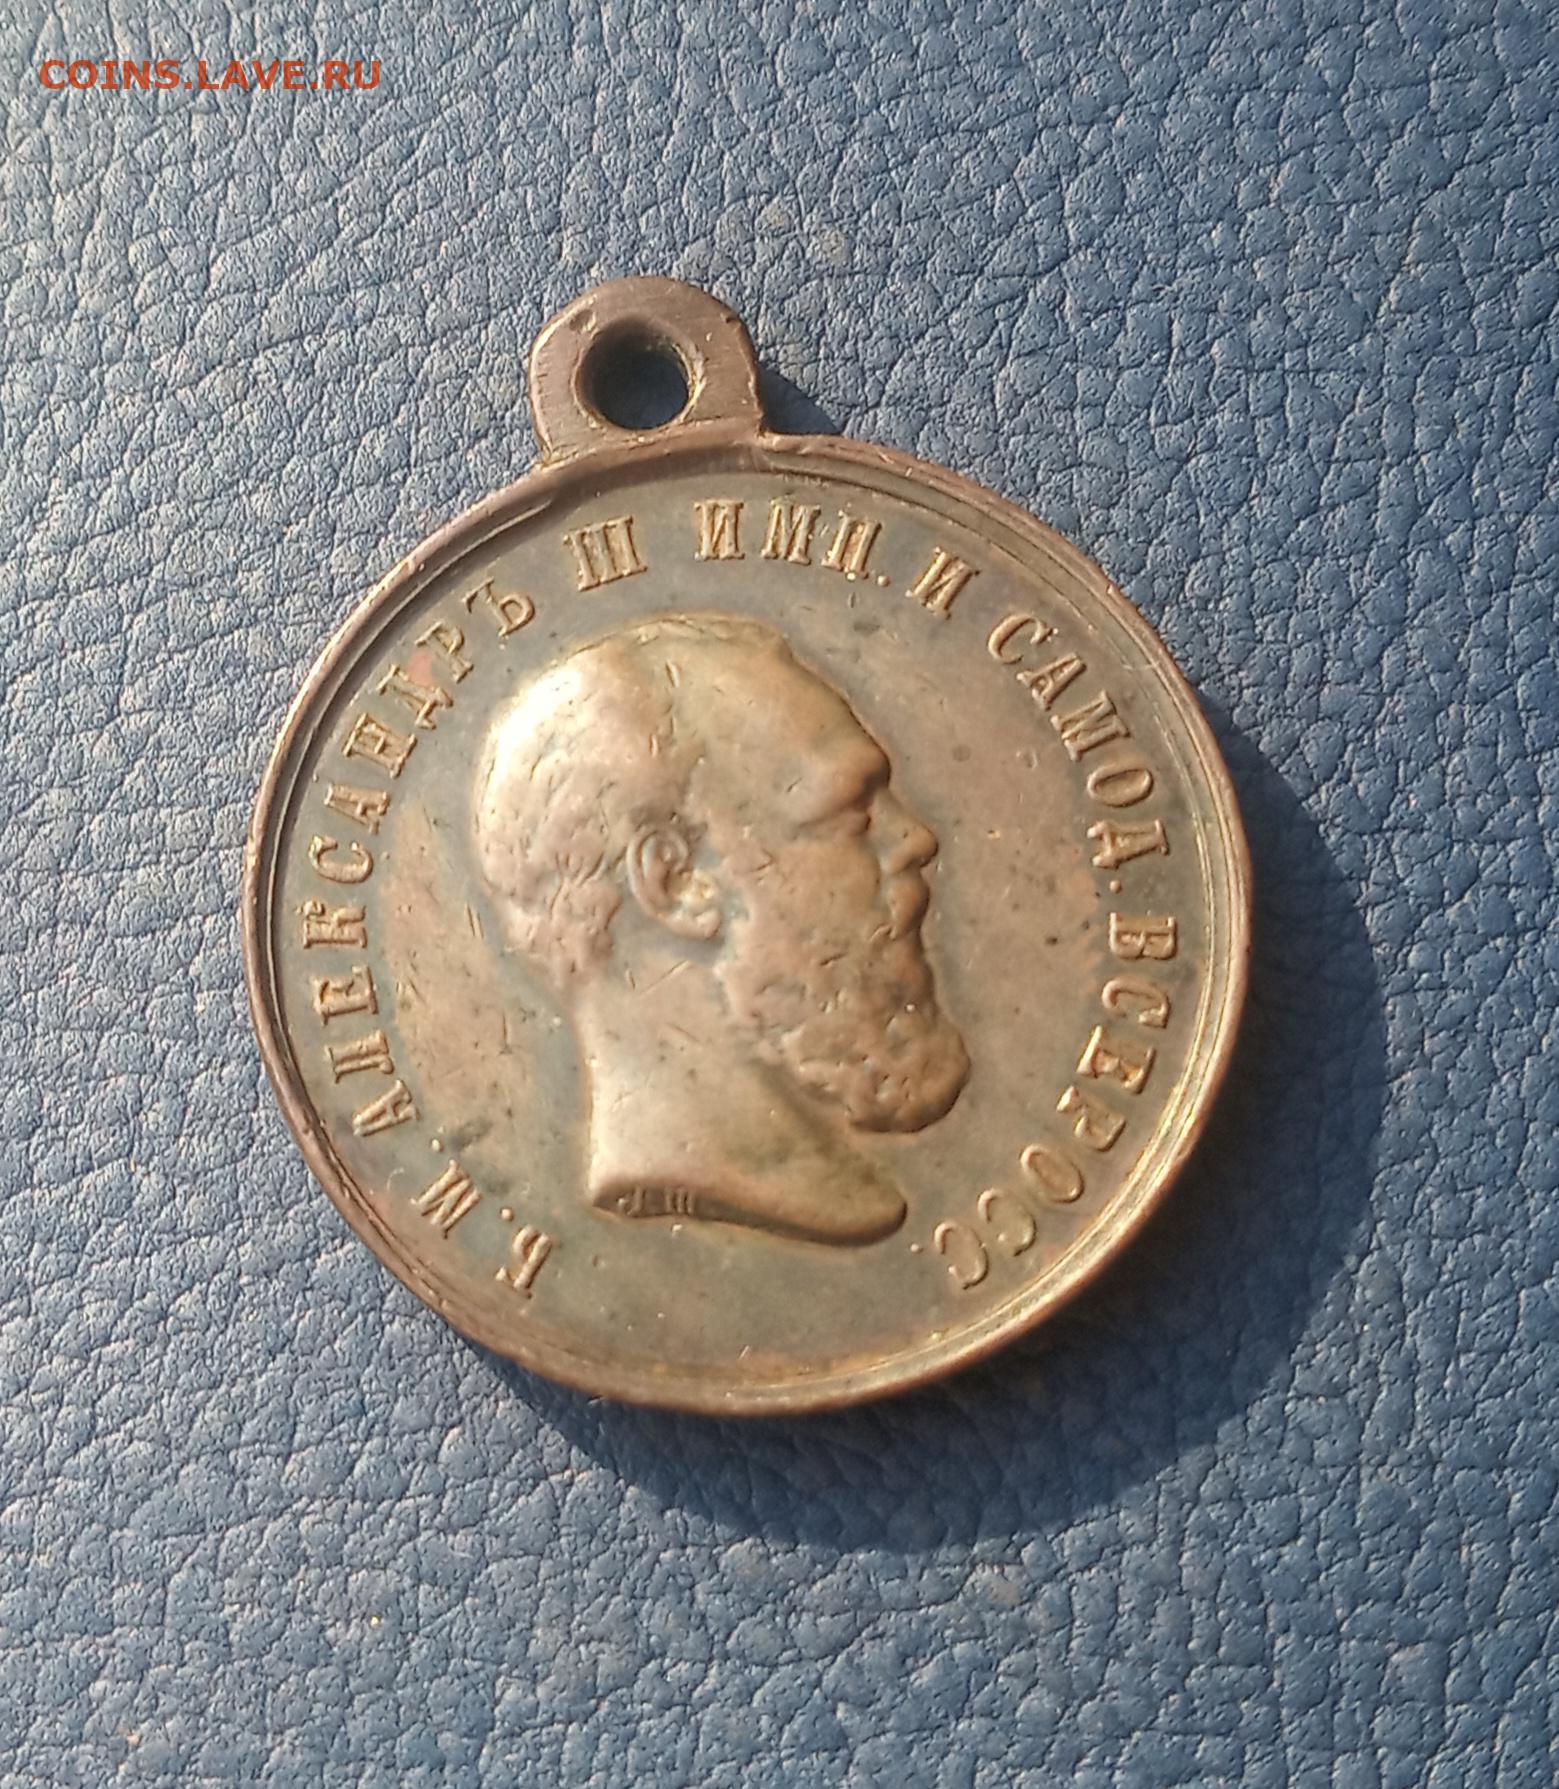 COINS.LAVE.RU
Б. М. АЛЕКСАНДРЪ III ИМП. И САМОД. ВСЕРОСС.